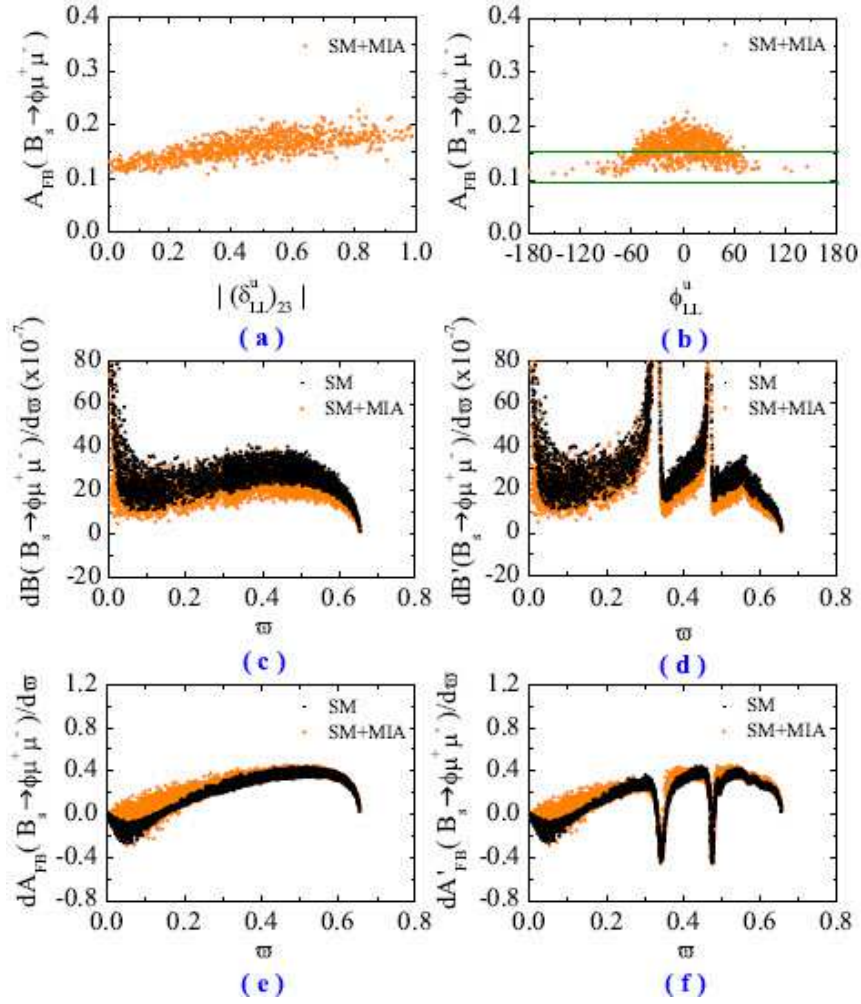 0.4
0.3
0.2
0.1
0.0
A_FB( B_s→ϕμ⁺μ⁻)
SM+MIA
0.0 0.2 0.4 0.6 0.8 1.0
| (δ^u_LL)_23 |
( a )
0.4
0.3
0.2
0.1
0.0
A_FB( B_s→ϕμ⁺μ⁻)
SM+MIA
-180 -120 -60 0 60 120 180
ϕ^u_LL
( b )
80
60
40
20
0
-20
dB( B_s→ϕμ⁺μ⁻)/dϖ(x10⁻⁷)
SM
SM+MIA
0.0 0.2 0.4 0.6 0.8
ϖ
( c )
80
60
40
20
0
-20
dB'(B_s→ϕμ⁺μ⁻)/dϖ(x10⁻⁷)
SM
SM+MIA
0.0 0.2 0.4 0.6 0.8
ϖ
( d )
1.2
0.8
0.4
0.0
-0.4
-0.8
dA_FB( B_s→ϕμ⁺μ⁻)/dϖ
SM
SM+MIA
0.0 0.2 0.4 0.6 0.8
ϖ
( e )
1.2
0.8
0.4
0.0
-0.4
-0.8
dA'_FB( B_s→ϕμ⁺μ⁻)/dϖ
SM
SM+MIA
0.0 0.2 0.4 0.6 0.8
ϖ
( f )